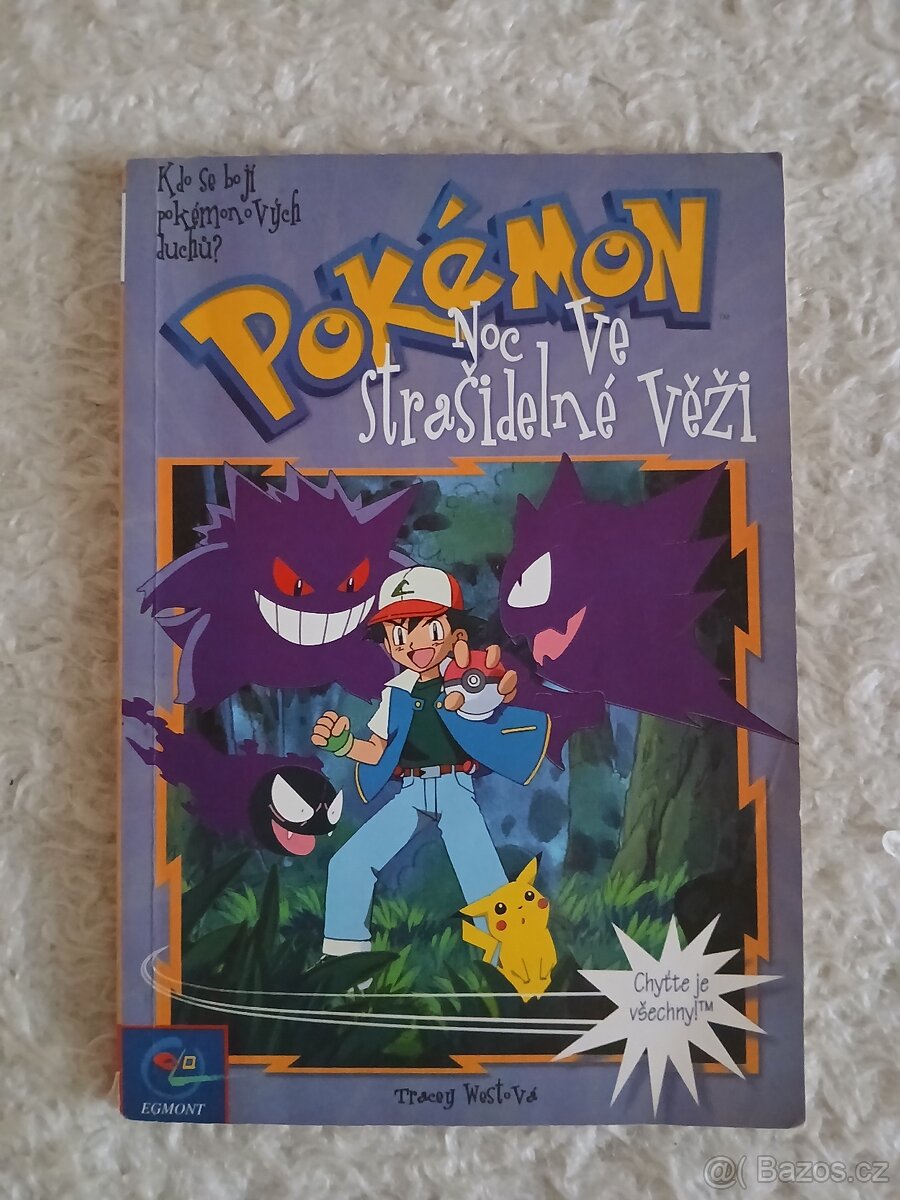 Kdo se bojí
pokémonových
duchů?
POKéMON
TM
Noc Ve
strašidelné Věži
Chyťte je
všechny!™
EGMONT
Tracey Westová
@( Bazos.cz